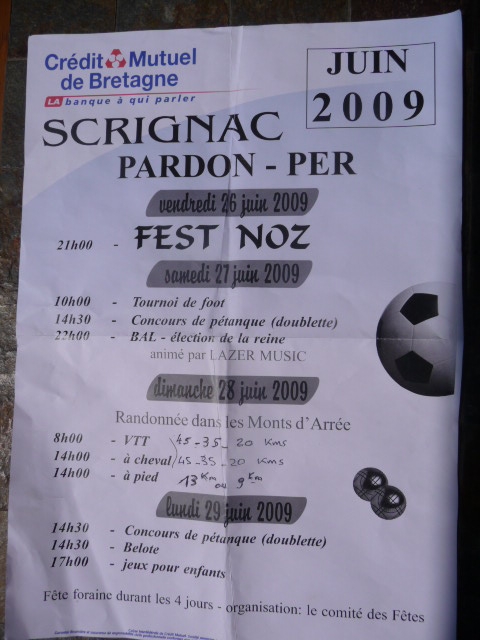 Crédit Mutuel
de Bretagne
LA banque à qui parler
JUIN
2009
SCRIGNAC
PARDON - PER
vendredi 26 juin 2009
21h00 - FEST NOZ
samedi 27 juin 2009
10h00 - Tournoi de foot
14h30 - Concours de pétanque (doublette)
22h00 - BAL - élection de la reine
animé par LAZER MUSIC
dimanche 28 juin 2009
Randonnée dans les Monts d'Arrée
8h00 - VTT 45-35-20 Kms
14h00 - à cheval 45-35-20 Kms
14h00 - à pied 13 Km ou 9 Km
lundi 29 juin 2009
14h30 - Concours de pétanque (doublette)
14h30 - Belote
17h00 - jeux pour enfants
Fête foraine durant les 4 jours - organisation: le comité des Fêtes